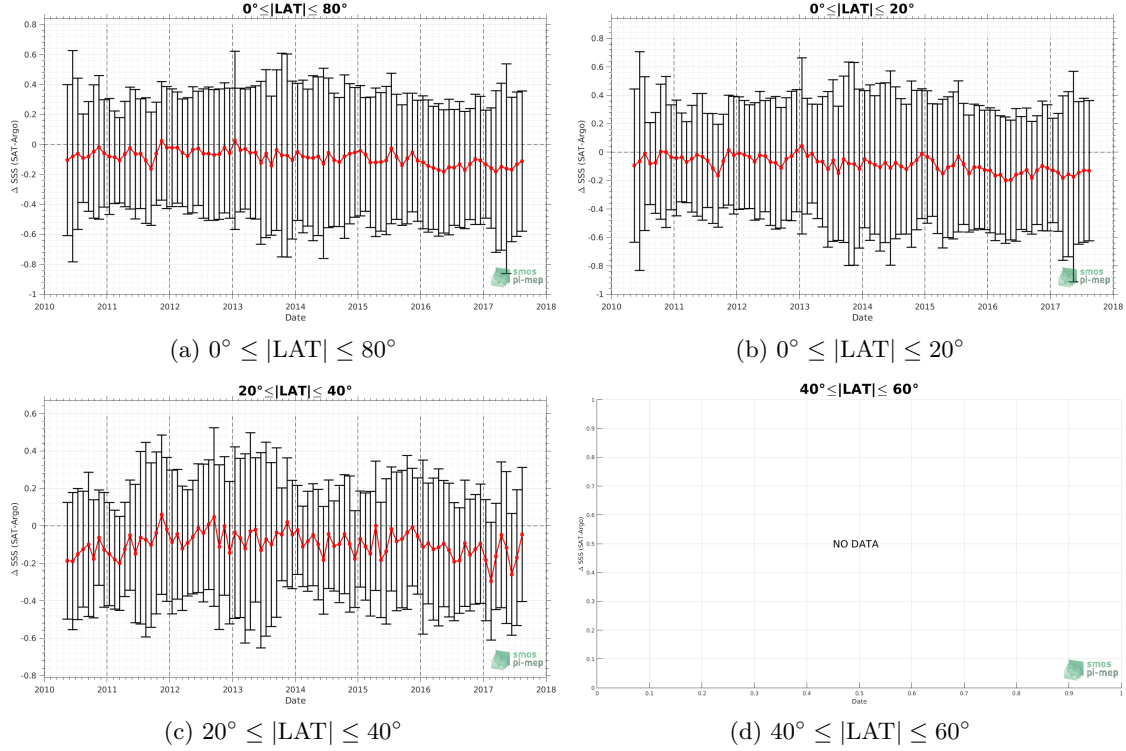 0°≤|LAT|≤ 80°
0.8
0.6
0.4
0.2
0
-0.2
-0.4
-0.6
-0.8
-1
Δ SSS (SAT-Argo)
2010 2011 2012 2013 2014 2015 2016 2017 2018
Date
smos
pi-mep
(a) 0° ≤ |LAT| ≤ 80°
0°≤|LAT|≤ 20°
0.8
0.6
0.4
0.2
0
-0.2
-0.4
-0.6
-0.8
-1
Δ SSS (SAT-Argo)
2010 2011 2012 2013 2014 2015 2016 2017 2018
Date
smos
pi-mep
(b) 0° ≤ |LAT| ≤ 20°
20°≤|LAT|≤ 40°
0.6
0.4
0.2
0
-0.2
-0.4
-0.6
-0.8
Δ SSS (SAT-Argo)
2010 2011 2012 2013 2014 2015 2016 2017 2018
Date
smos
pi-mep
(c) 20° ≤ |LAT| ≤ 40°
40°≤|LAT|≤ 60°
1
0.9
0.8
0.7
0.6
0.5
0.4
0.3
0.2
0.1
0
Δ SSS (SAT-Argo)
NO DATA
0 0.1 0.2 0.3 0.4 0.5 0.6 0.7 0.8 0.9 1
Date
smos
pi-mep
(d) 40° ≤ |LAT| ≤ 60°